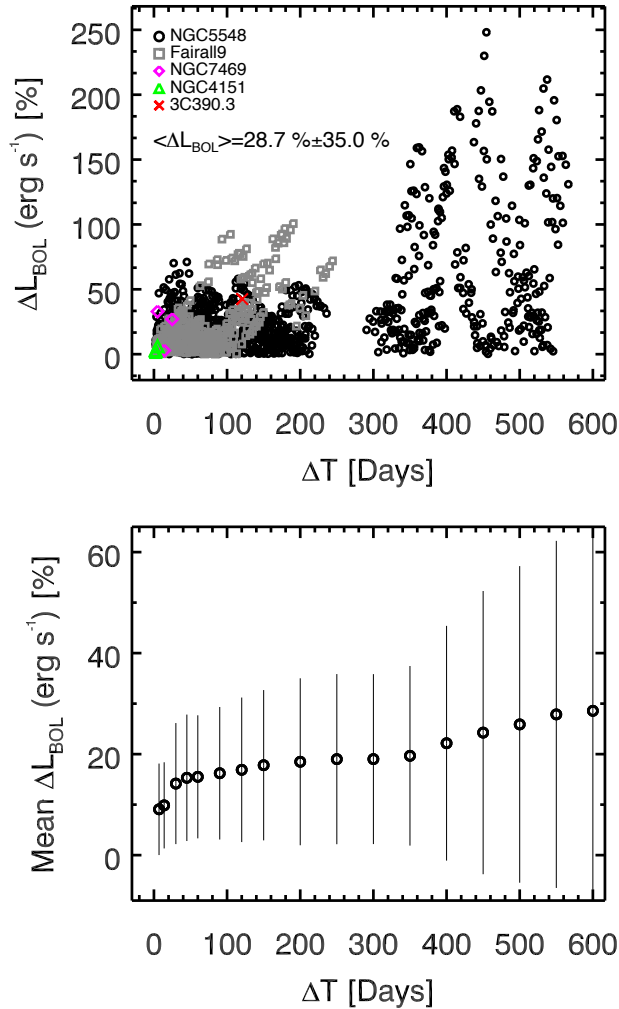 250
200
150
100
50
0
ΔL_BOL (erg s⁻¹) [%]
NGC5548
Fairall9
NGC7469
NGC4151
3C390.3
<ΔL_BOL>=28.7 %±35.0 %
0 100 200 300 400 500 600
ΔT [Days]
60
40
20
0
Mean ΔL_BOL (erg s⁻¹) [%]
0 100 200 300 400 500 600
ΔT [Days]